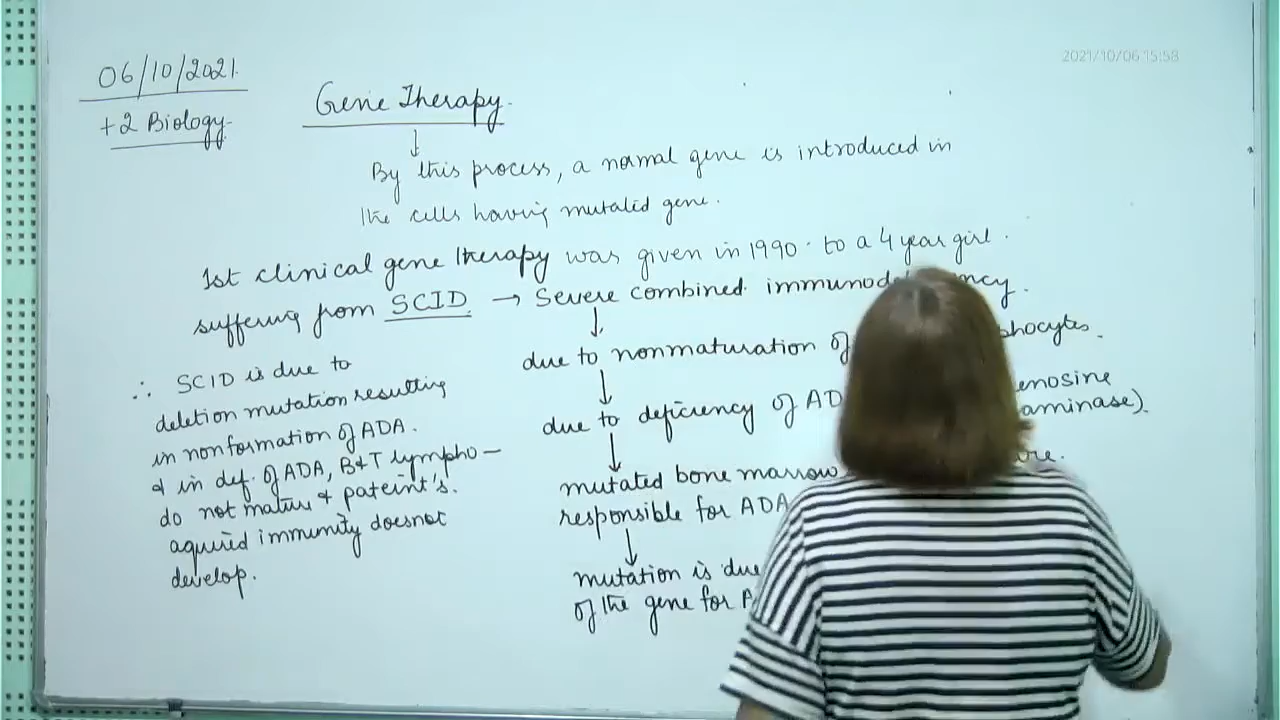 2021/10/06 15:58
06/10/2021.
+2 Biology
Gene Therapy.
By this process, a normal gene is introduced in
the cells having mutated gene.
1st clinical gene therapy was given in 1990 to a 4 year girl.
suffering from SCID → Severe combined immunod ncy.
due to nonmaturation of phocytes.
due to deficiency of AD enosine
aminase).
mutated bone marrow
responsible for ADA
mutation is due
of the gene for A
∴ SCID is due to
deletion mutation resulting
in nonformation of ADA.
& in def. of ADA, B&T lympho-
do not mature & pateint's.
aquired immunity doesnot
develop.